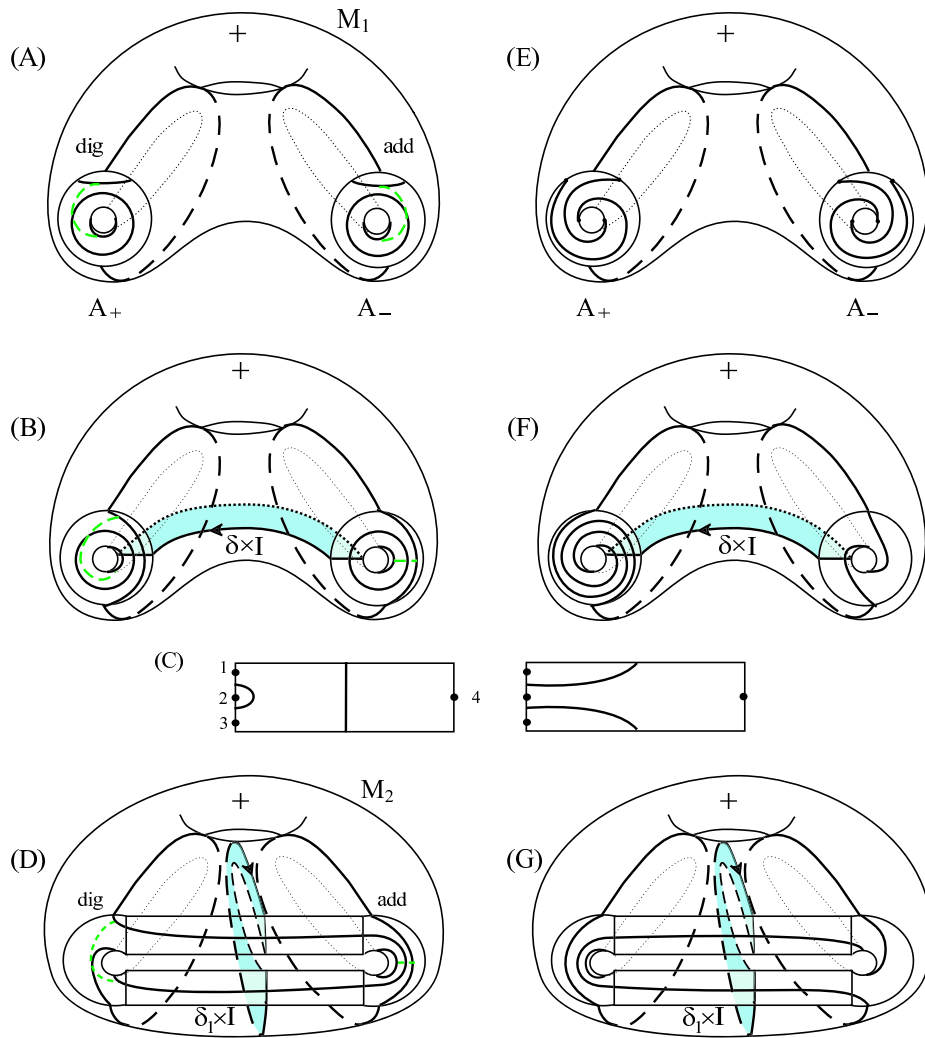 (A) + M₁
dig add
A₊ A₋
(E) +
A₊ A₋
(B) +
δ×I
(F) +
δ×I
(C) 1 2 3 4
(D) + M₂
dig add
δ₁×I
(G) +
δ₁×I